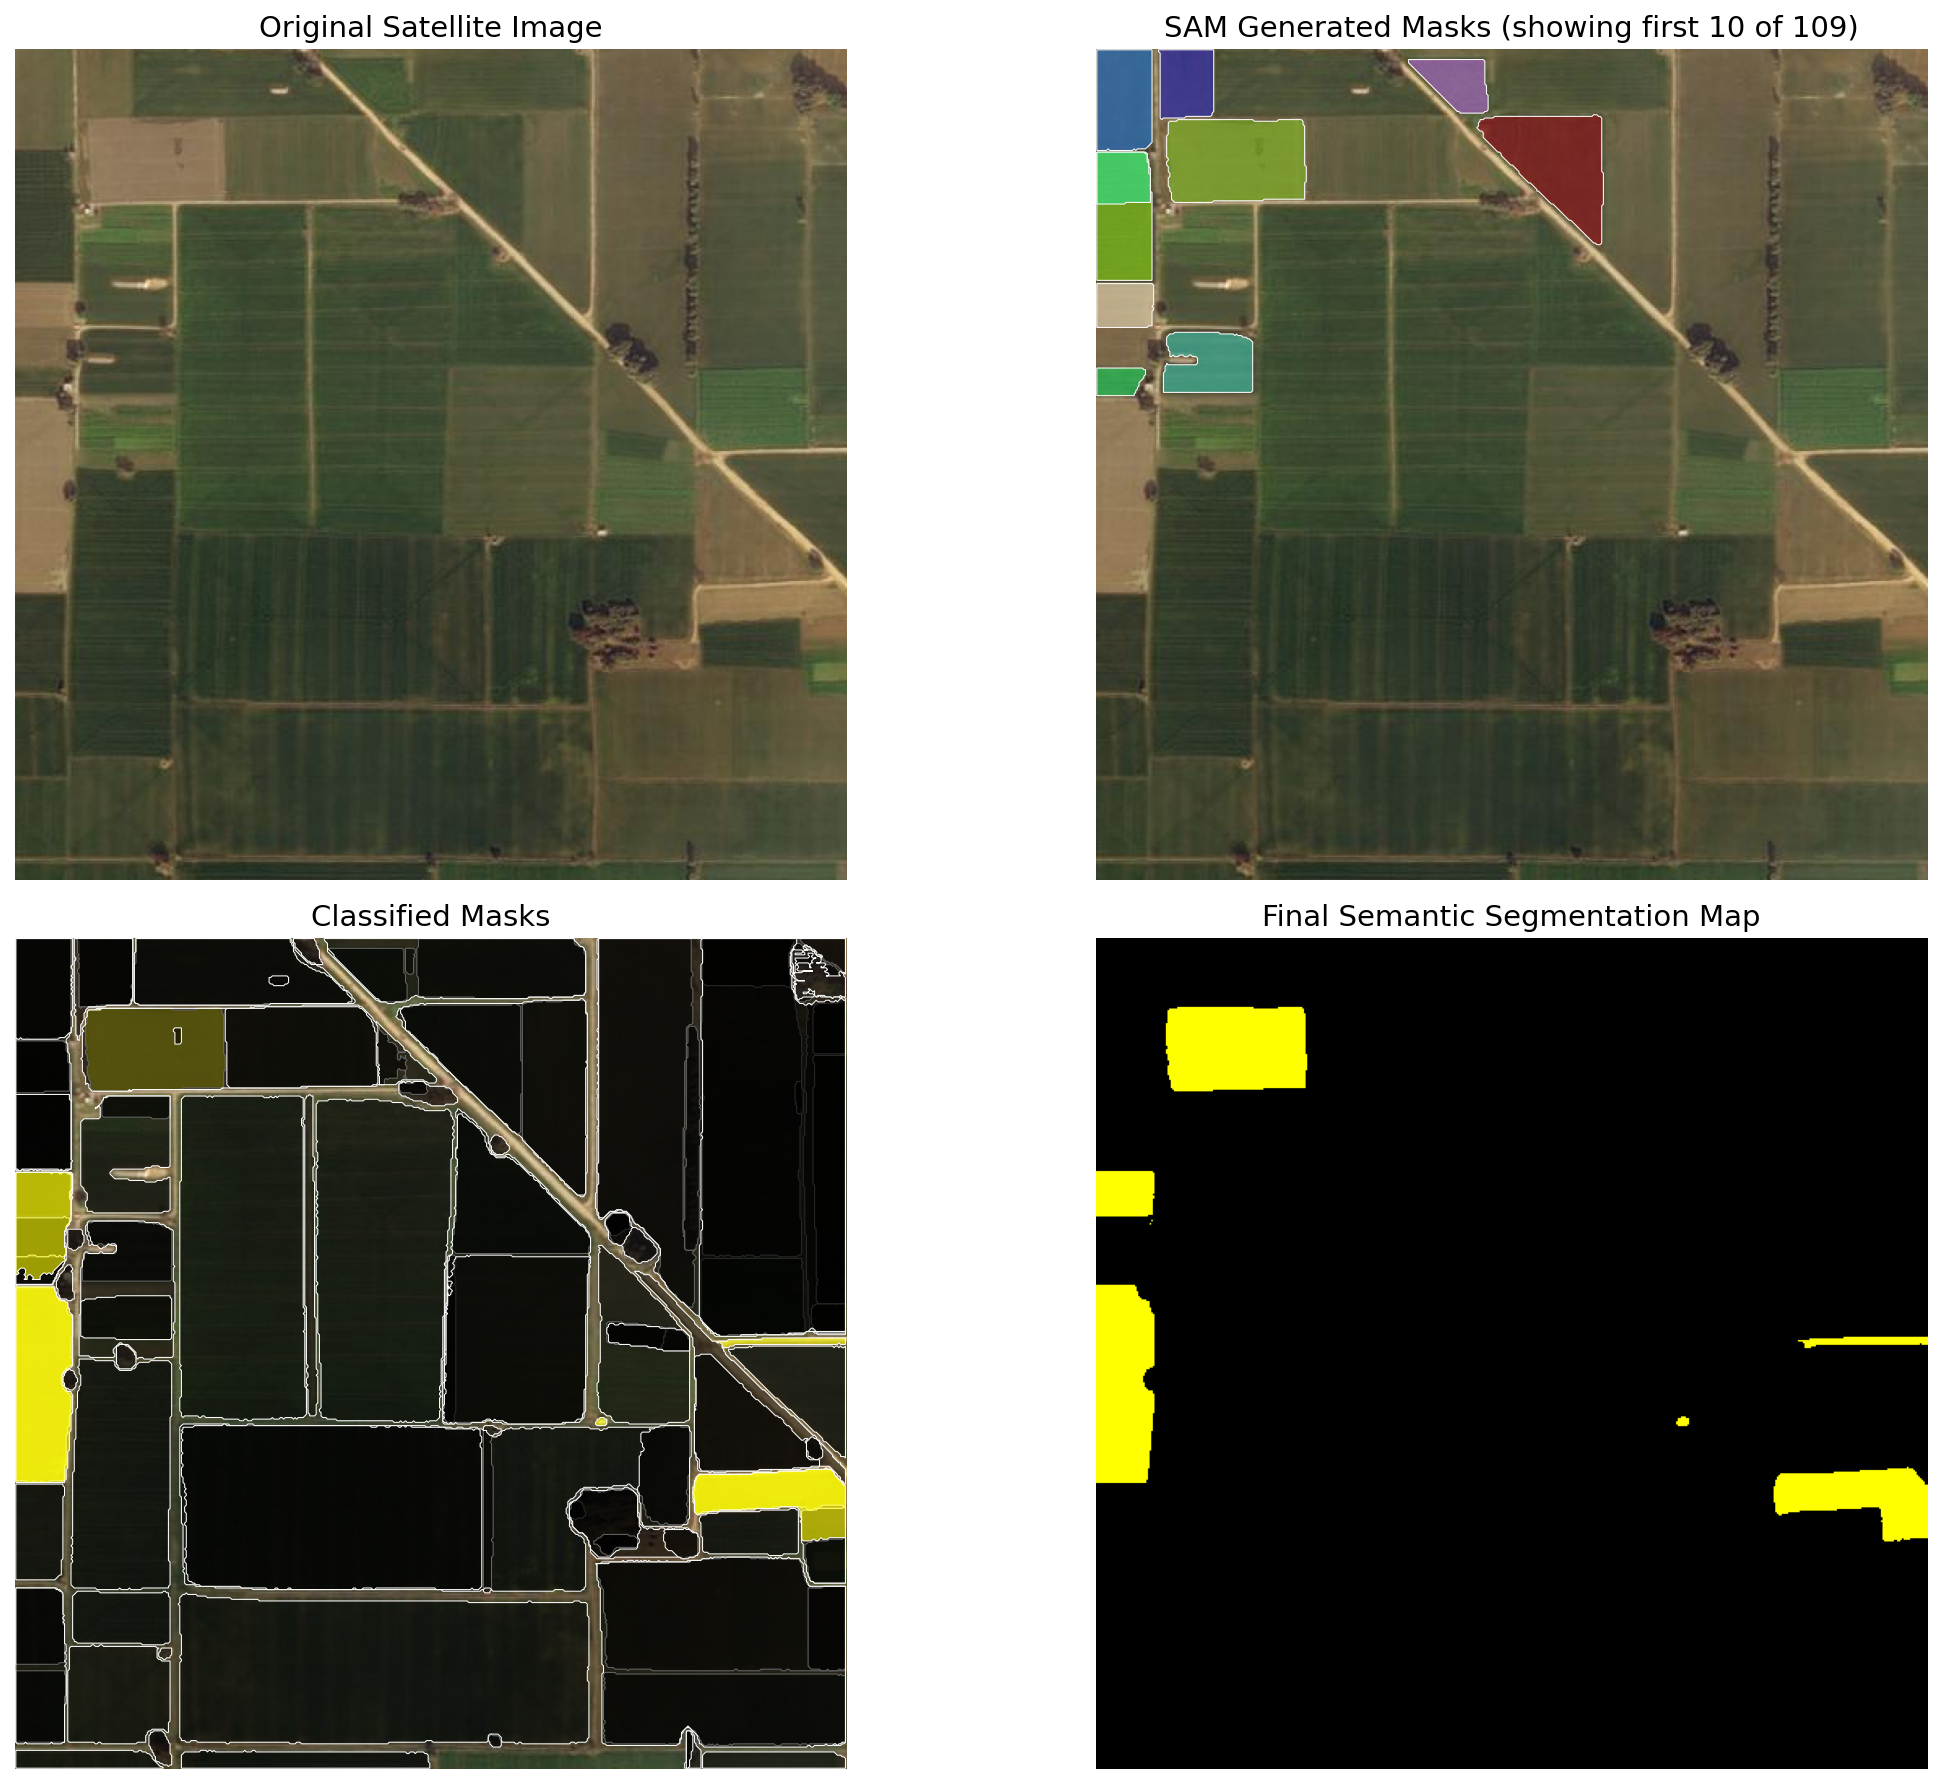 Original Satellite Image
SAM Generated Masks (showing first 10 of 109)
Classified Masks
Final Semantic Segmentation Map